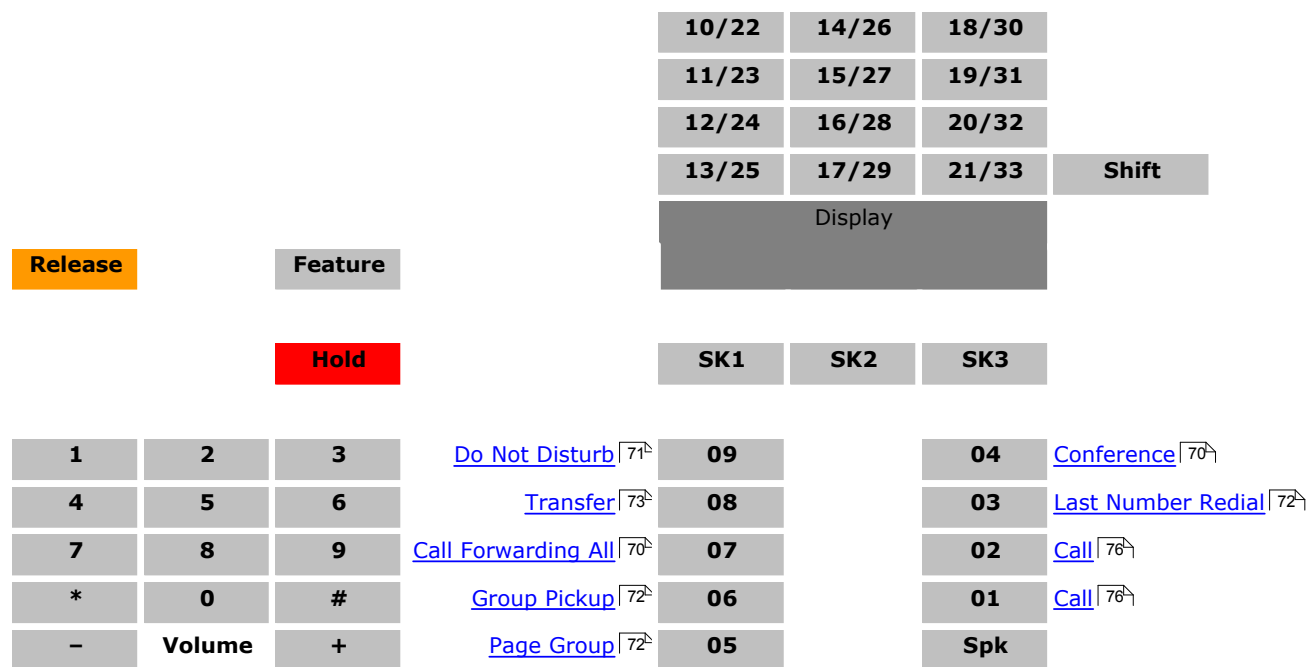 10/22 14/26 18/30
11/23 15/27 19/31
12/24 16/28 20/32
13/25 17/29 21/33 Shift
Display
Release Feature
Hold SK1 SK2 SK3
1 2 3 Do Not Disturb 71 09 04 Conference 70
4 5 6 Transfer 73 08 03 Last Number Redial 72
7 8 9 Call Forwarding All 70 07 02 Call 76
* 0 # Group Pickup 72 06 01 Call 76
– Volume + Page Group 72 05 Spk